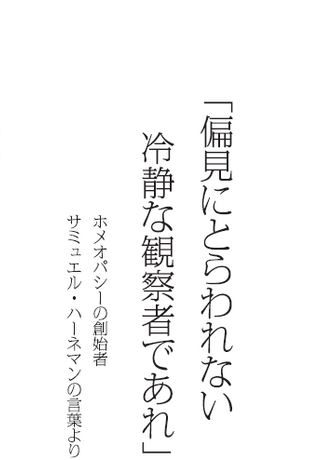 「偏見にとらわれない
冷静な観察者であれ」
ホメオパシーの創始者
サミュエル・ハーネマンの言葉より